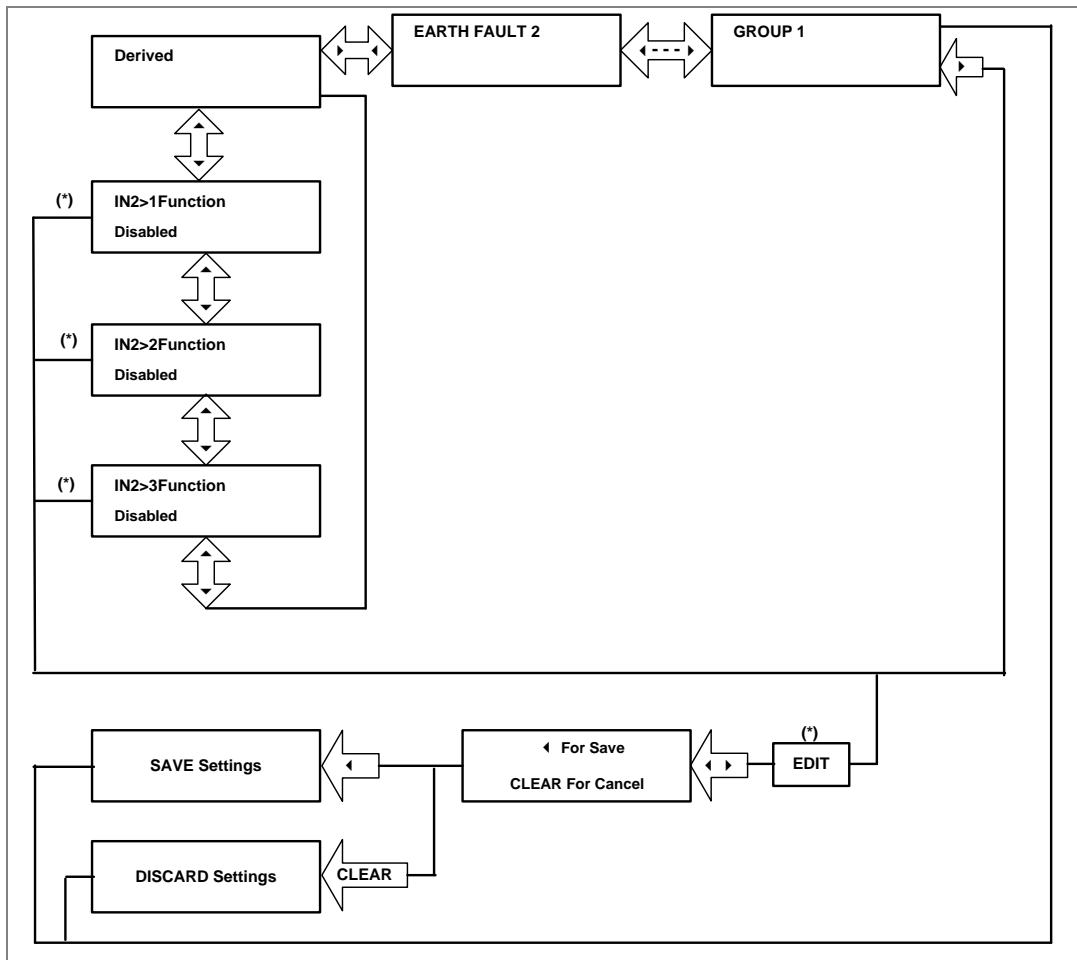 Derived
EARTH FAULT 2
GROUP 1
(*)
IN2>1Function
Disabled
(*)
IN2>2Function
Disabled
(*)
IN2>3Function
Disabled
SAVE Settings
For Save
CLEAR For Cancel
(*)
EDIT
DISCARD Settings
CLEAR